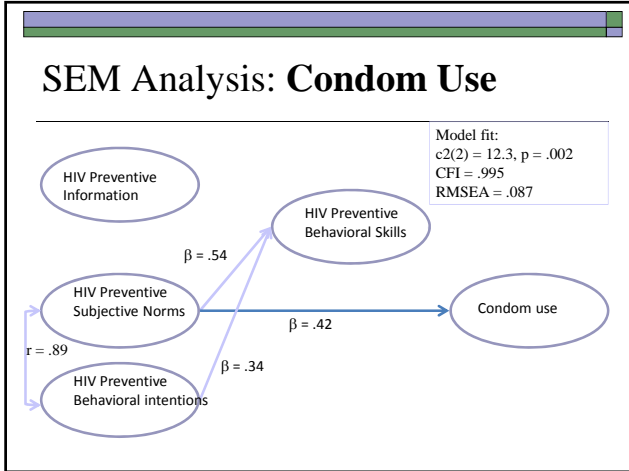 SEM Analysis: Condom Use
Model fit:
c2(2) = 12.3, p = .002
CFI = .995
RMSEA = .087
HIV Preventive
Information
HIV Preventive
Behavioral Skills
β = .54
HIV Preventive
Subjective Norms
Condom use
β = .42
r = .89
β = .34
HIV Preventive
Behavioral intentions